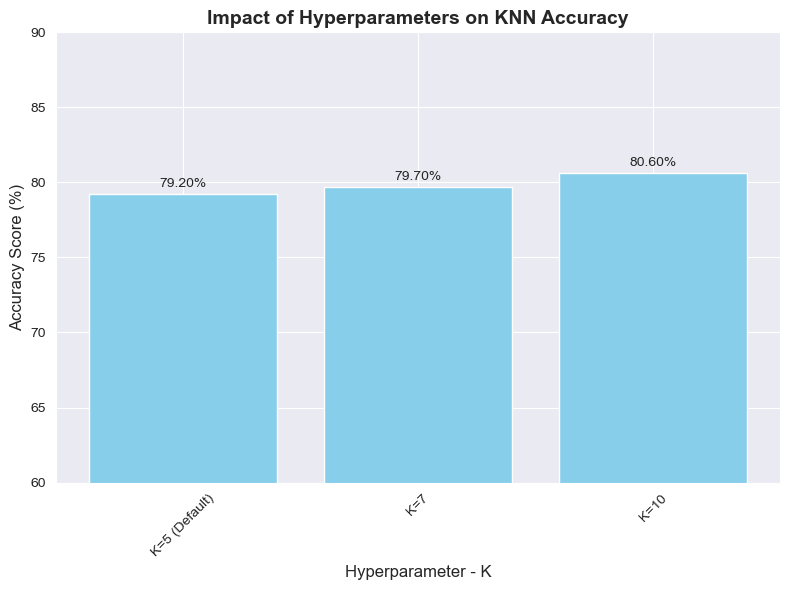 Impact of Hyperparameters on KNN Accuracy
90
85
80
75
70
65
60
Accuracy Score (%)
79.20%
79.70%
80.60%
K=5 (Default)
K=7
K=10
Hyperparameter - K